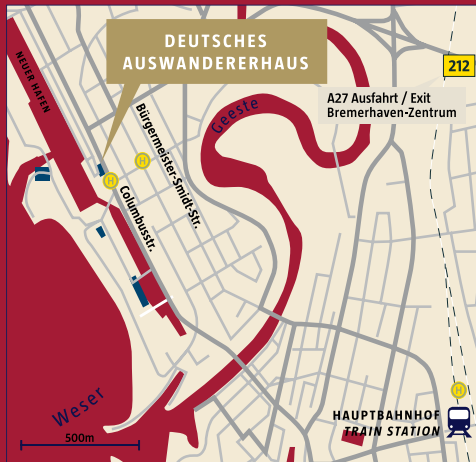 DEUTSCHES
AUSWANDERERHAUS
NEUER HAFEN
212
Geeste
A27 Ausfahrt / Exit
Bremerhaven-Zentrum
Bürgermeister-Smidt-Str.
H
H
Columbusstr.
Weser
500m
H
HAUPTBAHNHOF
TRAIN STATION